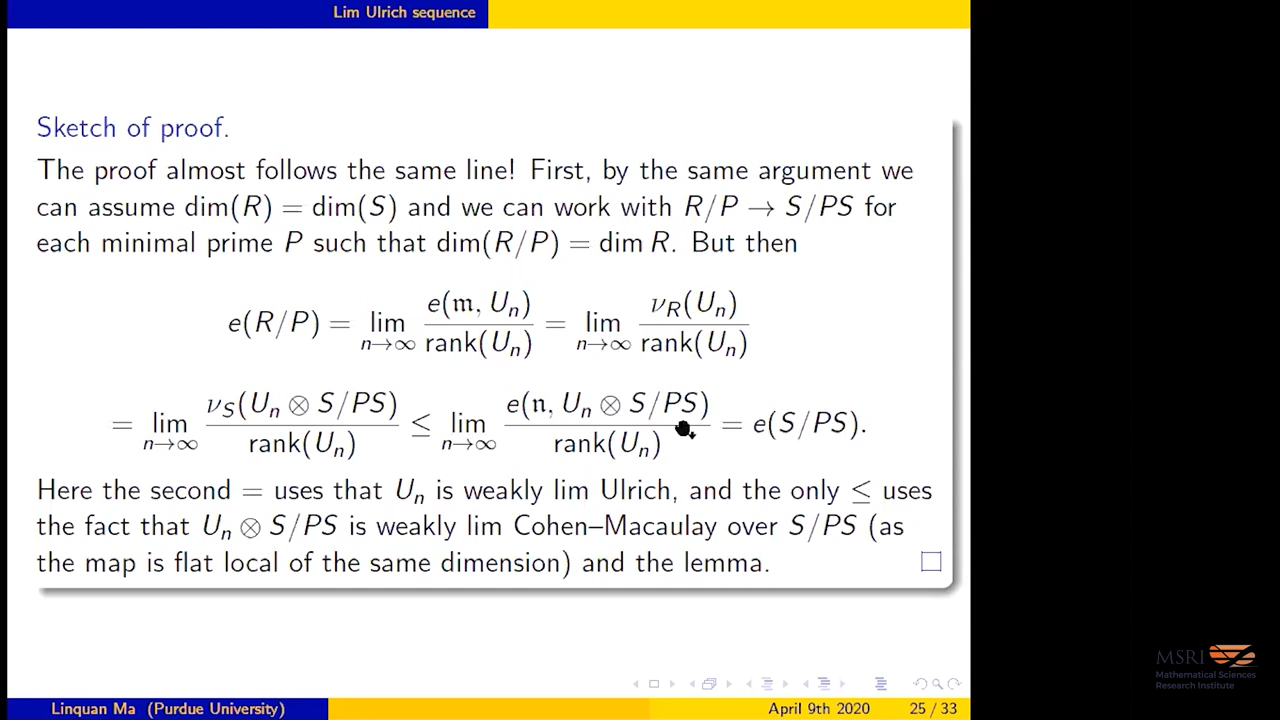 Lim Ulrich sequence
Sketch of proof.
The proof almost follows the same line! First, by the same argument we
can assume dim(R) = dim(S) and we can work with R/P → S/PS for
each minimal prime P such that dim(R/P) = dim R. But then
e(R/P) = lim_{n→∞} e(𝔪, U_n) / rank(U_n) = lim_{n→∞} ν_R(U_n) / rank(U_n)
= lim_{n→∞} ν_S(U_n ⊗ S/PS) / rank(U_n) ≤ lim_{n→∞} e(𝔫, U_n ⊗ S/PS) / rank(U_n) = e(S/PS).
Here the second = uses that U_n is weakly lim Ulrich, and the only ≤ uses
the fact that U_n ⊗ S/PS is weakly lim Cohen–Macaulay over S/PS (as
the map is flat local of the same dimension) and the lemma.
MSRI
Mathematical Sciences
Research Institute
Linquan Ma (Purdue University)
April 9th 2020
25 / 33